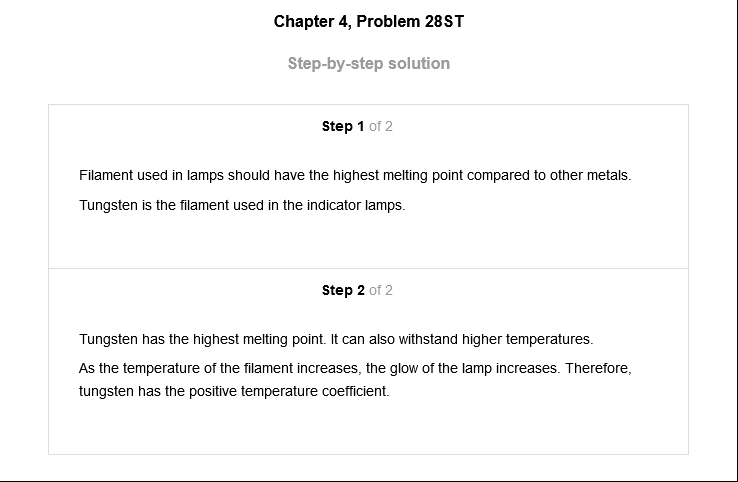 Chapter 4, Problem 28ST
Step-by-step solution
Step 1 of 2
Filament used in lamps should have the highest melting point compared to other metals.
Tungsten is the filament used in the indicator lamps.
Step 2 of 2
Tungsten has the highest melting point. It can also withstand higher temperatures.
As the temperature of the filament increases, the glow of the lamp increases. Therefore,
tungsten has the positive temperature coefficient.